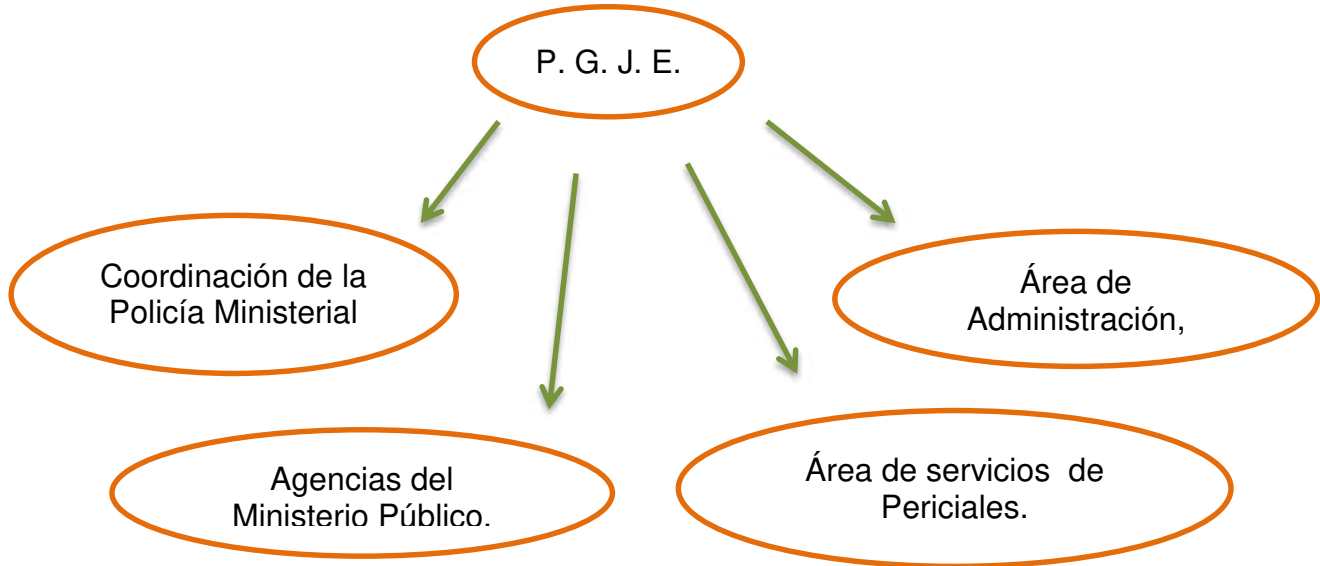 P. G. J. E.
Coordinación de la
Policía Ministerial
Área de
Administración,
Agencias del
Ministerio Público.
Área de servicios  de
Periciales.